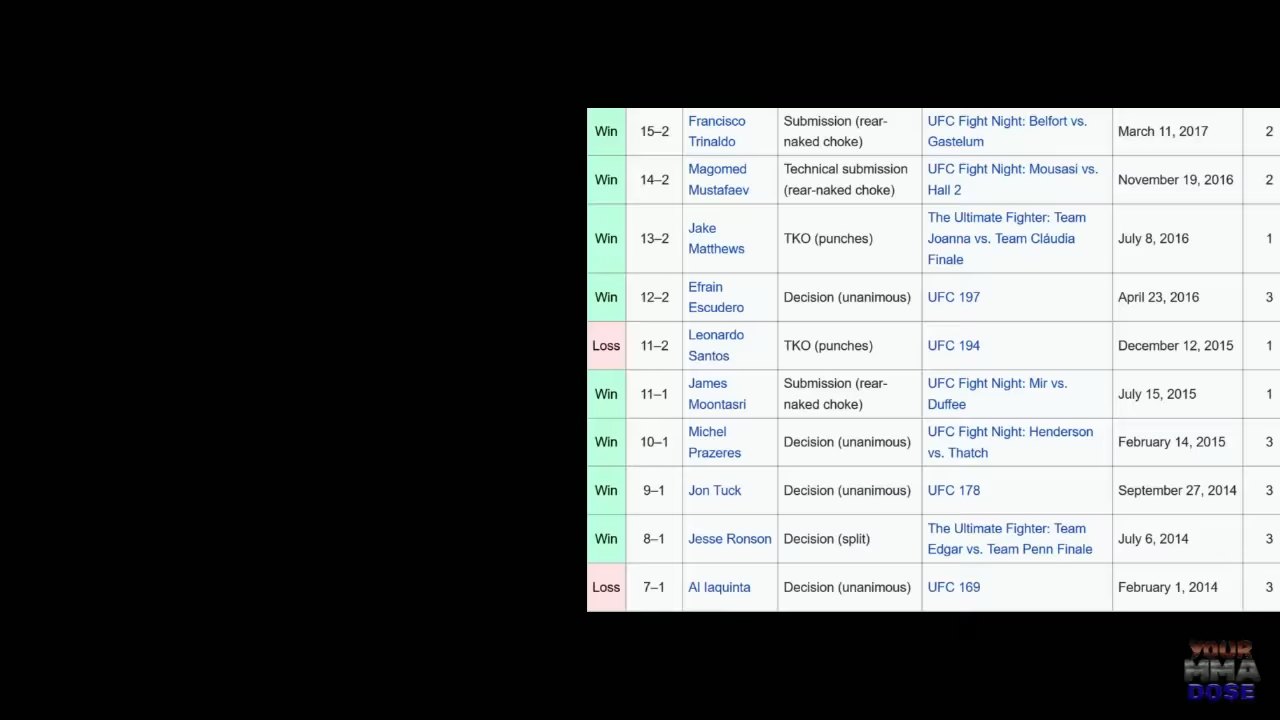 Win 15–2 Francisco Trinaldo Submission (rear-naked choke) UFC Fight Night: Belfort vs. Gastelum March 11, 2017 2
Win 14–2 Magomed Mustafaev Technical submission (rear-naked choke) UFC Fight Night: Mousasi vs. Hall 2 November 19, 2016 2
Win 13–2 Jake Matthews TKO (punches) The Ultimate Fighter: Team Joanna vs. Team Cláudia Finale July 8, 2016 1
Win 12–2 Efrain Escudero Decision (unanimous) UFC 197 April 23, 2016 3
Loss 11–2 Leonardo Santos TKO (punches) UFC 194 December 12, 2015 1
Win 11–1 James Moontasri Submission (rear-naked choke) UFC Fight Night: Mir vs. Duffee July 15, 2015 1
Win 10–1 Michel Prazeres Decision (unanimous) UFC Fight Night: Henderson vs. Thatch February 14, 2015 3
Win 9–1 Jon Tuck Decision (unanimous) UFC 178 September 27, 2014 3
Win 8–1 Jesse Ronson Decision (split) The Ultimate Fighter: Team Edgar vs. Team Penn Finale July 6, 2014 3
Loss 7–1 Al Iaquinta Decision (unanimous) UFC 169 February 1, 2014 3
YOUR
MMA
DOSE